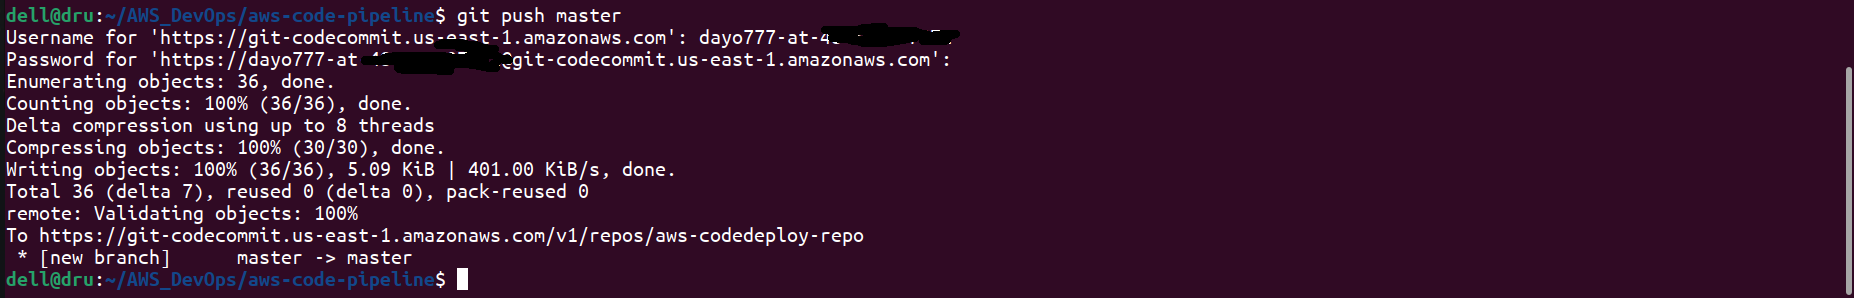 dell@dru:~/AWS_DevOps/aws-code-pipeline$ git push master
Username for 'https://git-codecommit.us-east-1.amazonaws.com': dayo777-at-4
Password for 'https://dayo777-at @git-codecommit.us-east-1.amazonaws.com':
Enumerating objects: 36, done.
Counting objects: 100% (36/36), done.
Delta compression using up to 8 threads
Compressing objects: 100% (30/30), done.
Writing objects: 100% (36/36), 5.09 KiB | 401.00 KiB/s, done.
Total 36 (delta 7), reused 0 (delta 0), pack-reused 0
remote: Validating objects: 100%
To https://git-codecommit.us-east-1.amazonaws.com/v1/repos/aws-codedeploy-repo
 * [new branch]      master -> master
dell@dru:~/AWS_DevOps/aws-code-pipeline$